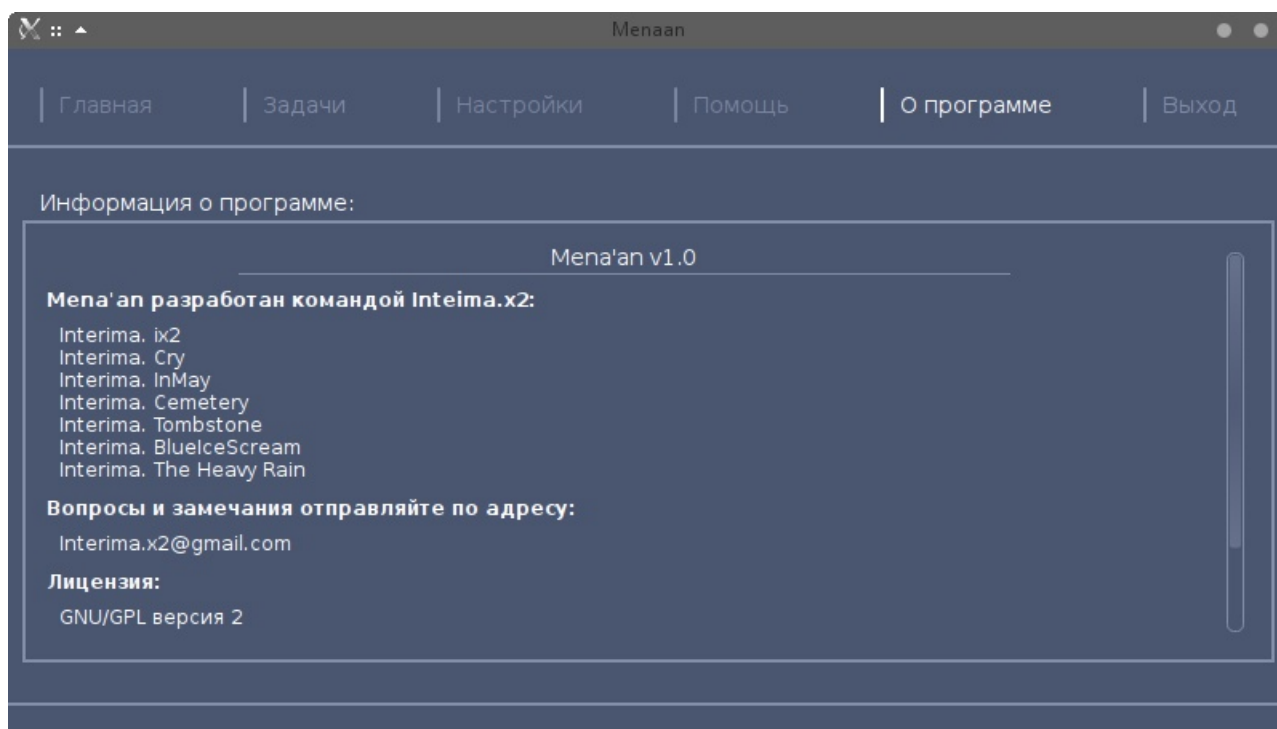 Menaan
Главная Задачи Настройки Помощь О программе Выход
Информация о программе:
Mena'an v1.0
Mena'an разработан командой Inteima.x2:
Interima. ix2
Interima. Cry
Interima. InMay
Interima. Cemetery
Interima. Tombstone
Interima. BlueIceScream
Interima. The Heavy Rain
Вопросы и замечания отправляйте по адресу:
Interima.x2@gmail.com
Лицензия:
GNU/GPL версия 2